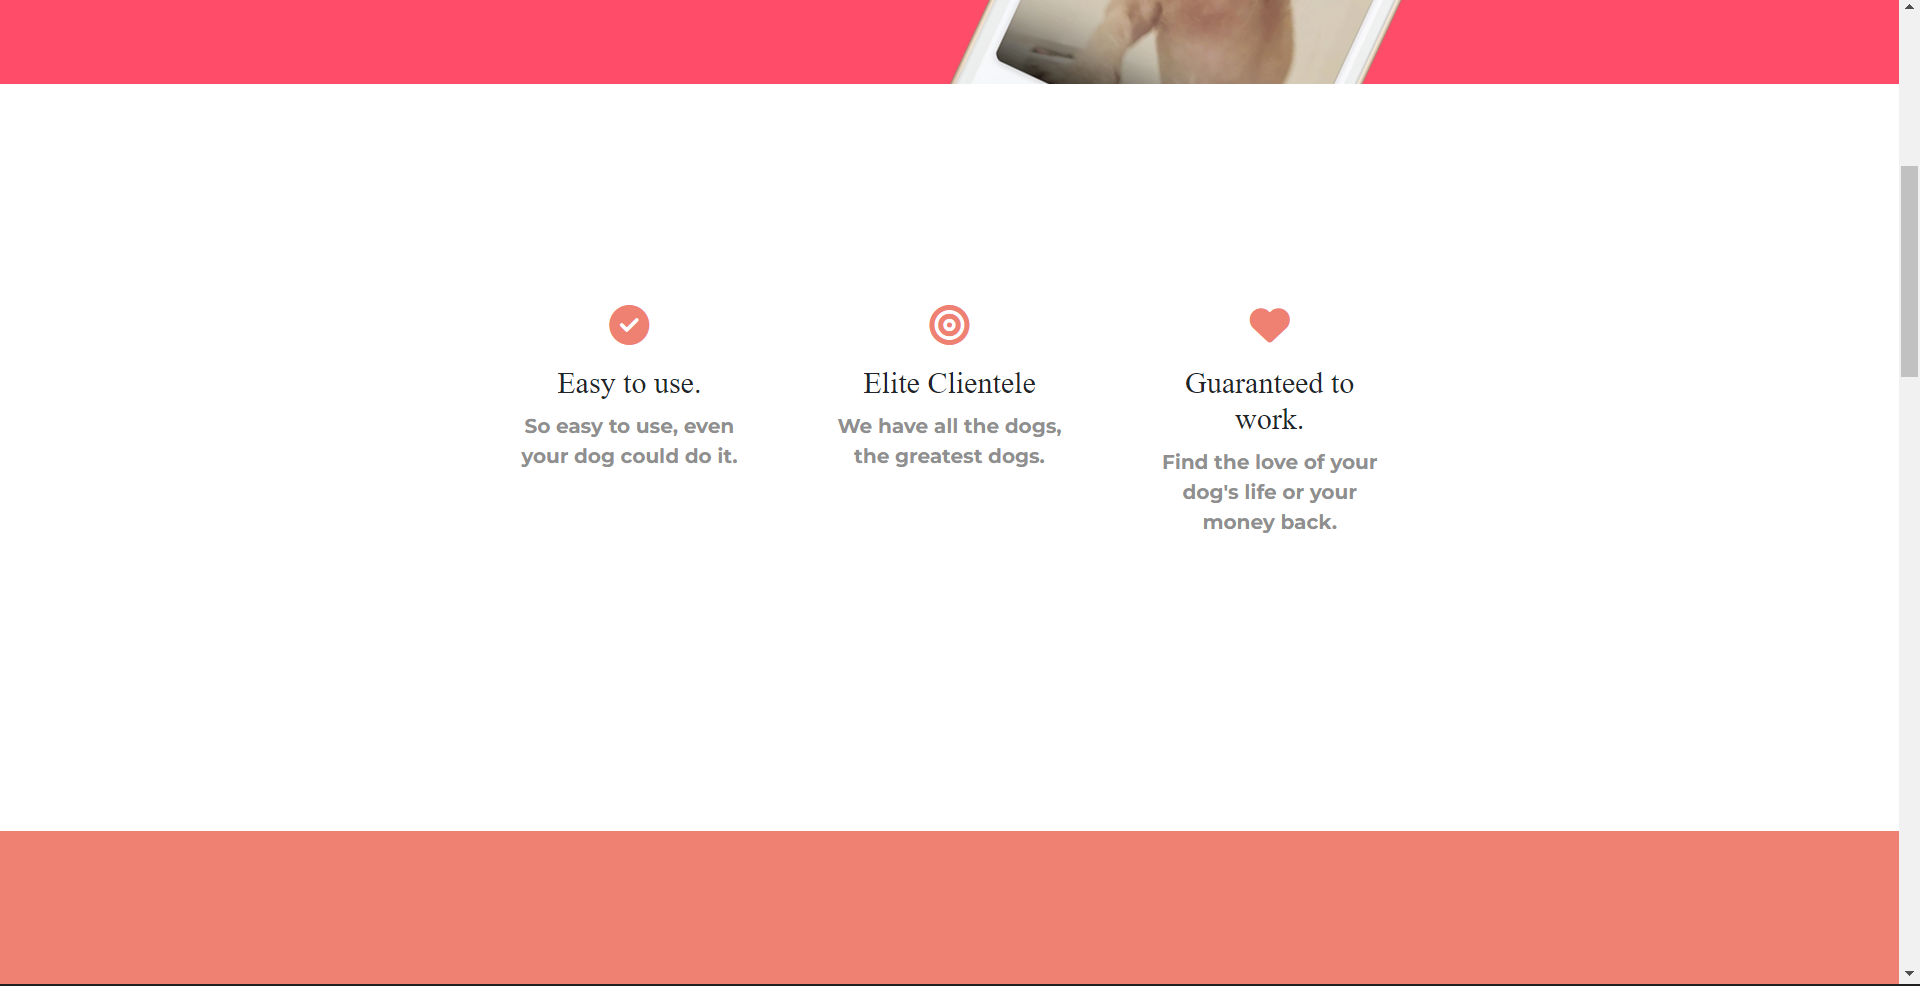 Easy to use.
So easy to use, even
your dog could do it.
Elite Clientele
We have all the dogs,
the greatest dogs.
Guaranteed to
work.
Find the love of your
dog's life or your
money back.